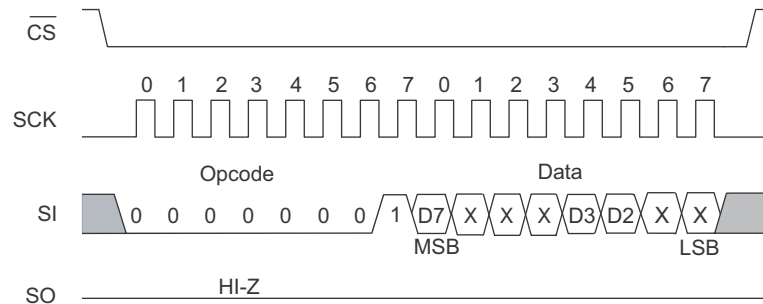 CS
0 1 2 3 4 5 6 7 0 1 2 3 4 5 6 7
SCK
Opcode Data
SI 0 0 0 0 0 0 0 1 D7 X X X D3 D2 X X
MSB LSB
HI-Z
SO